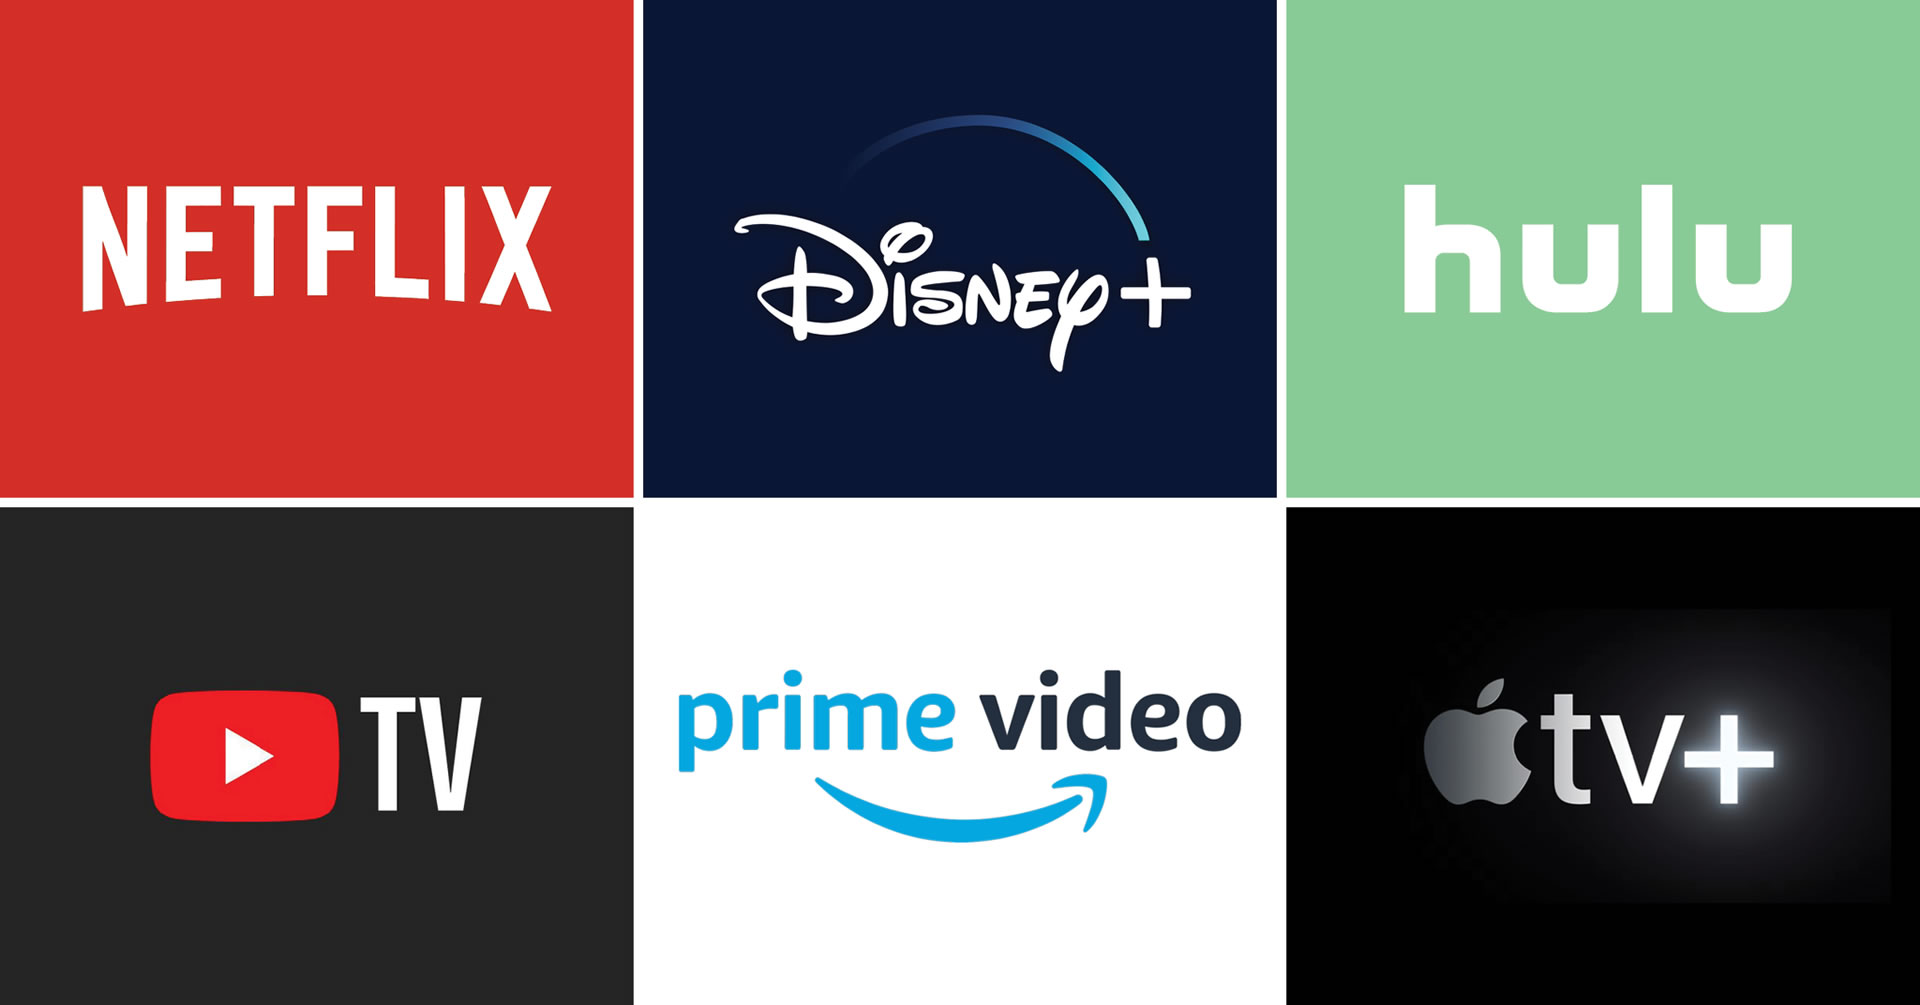 NETFLIX
Disney+
hulu
TV
prime video
tv+